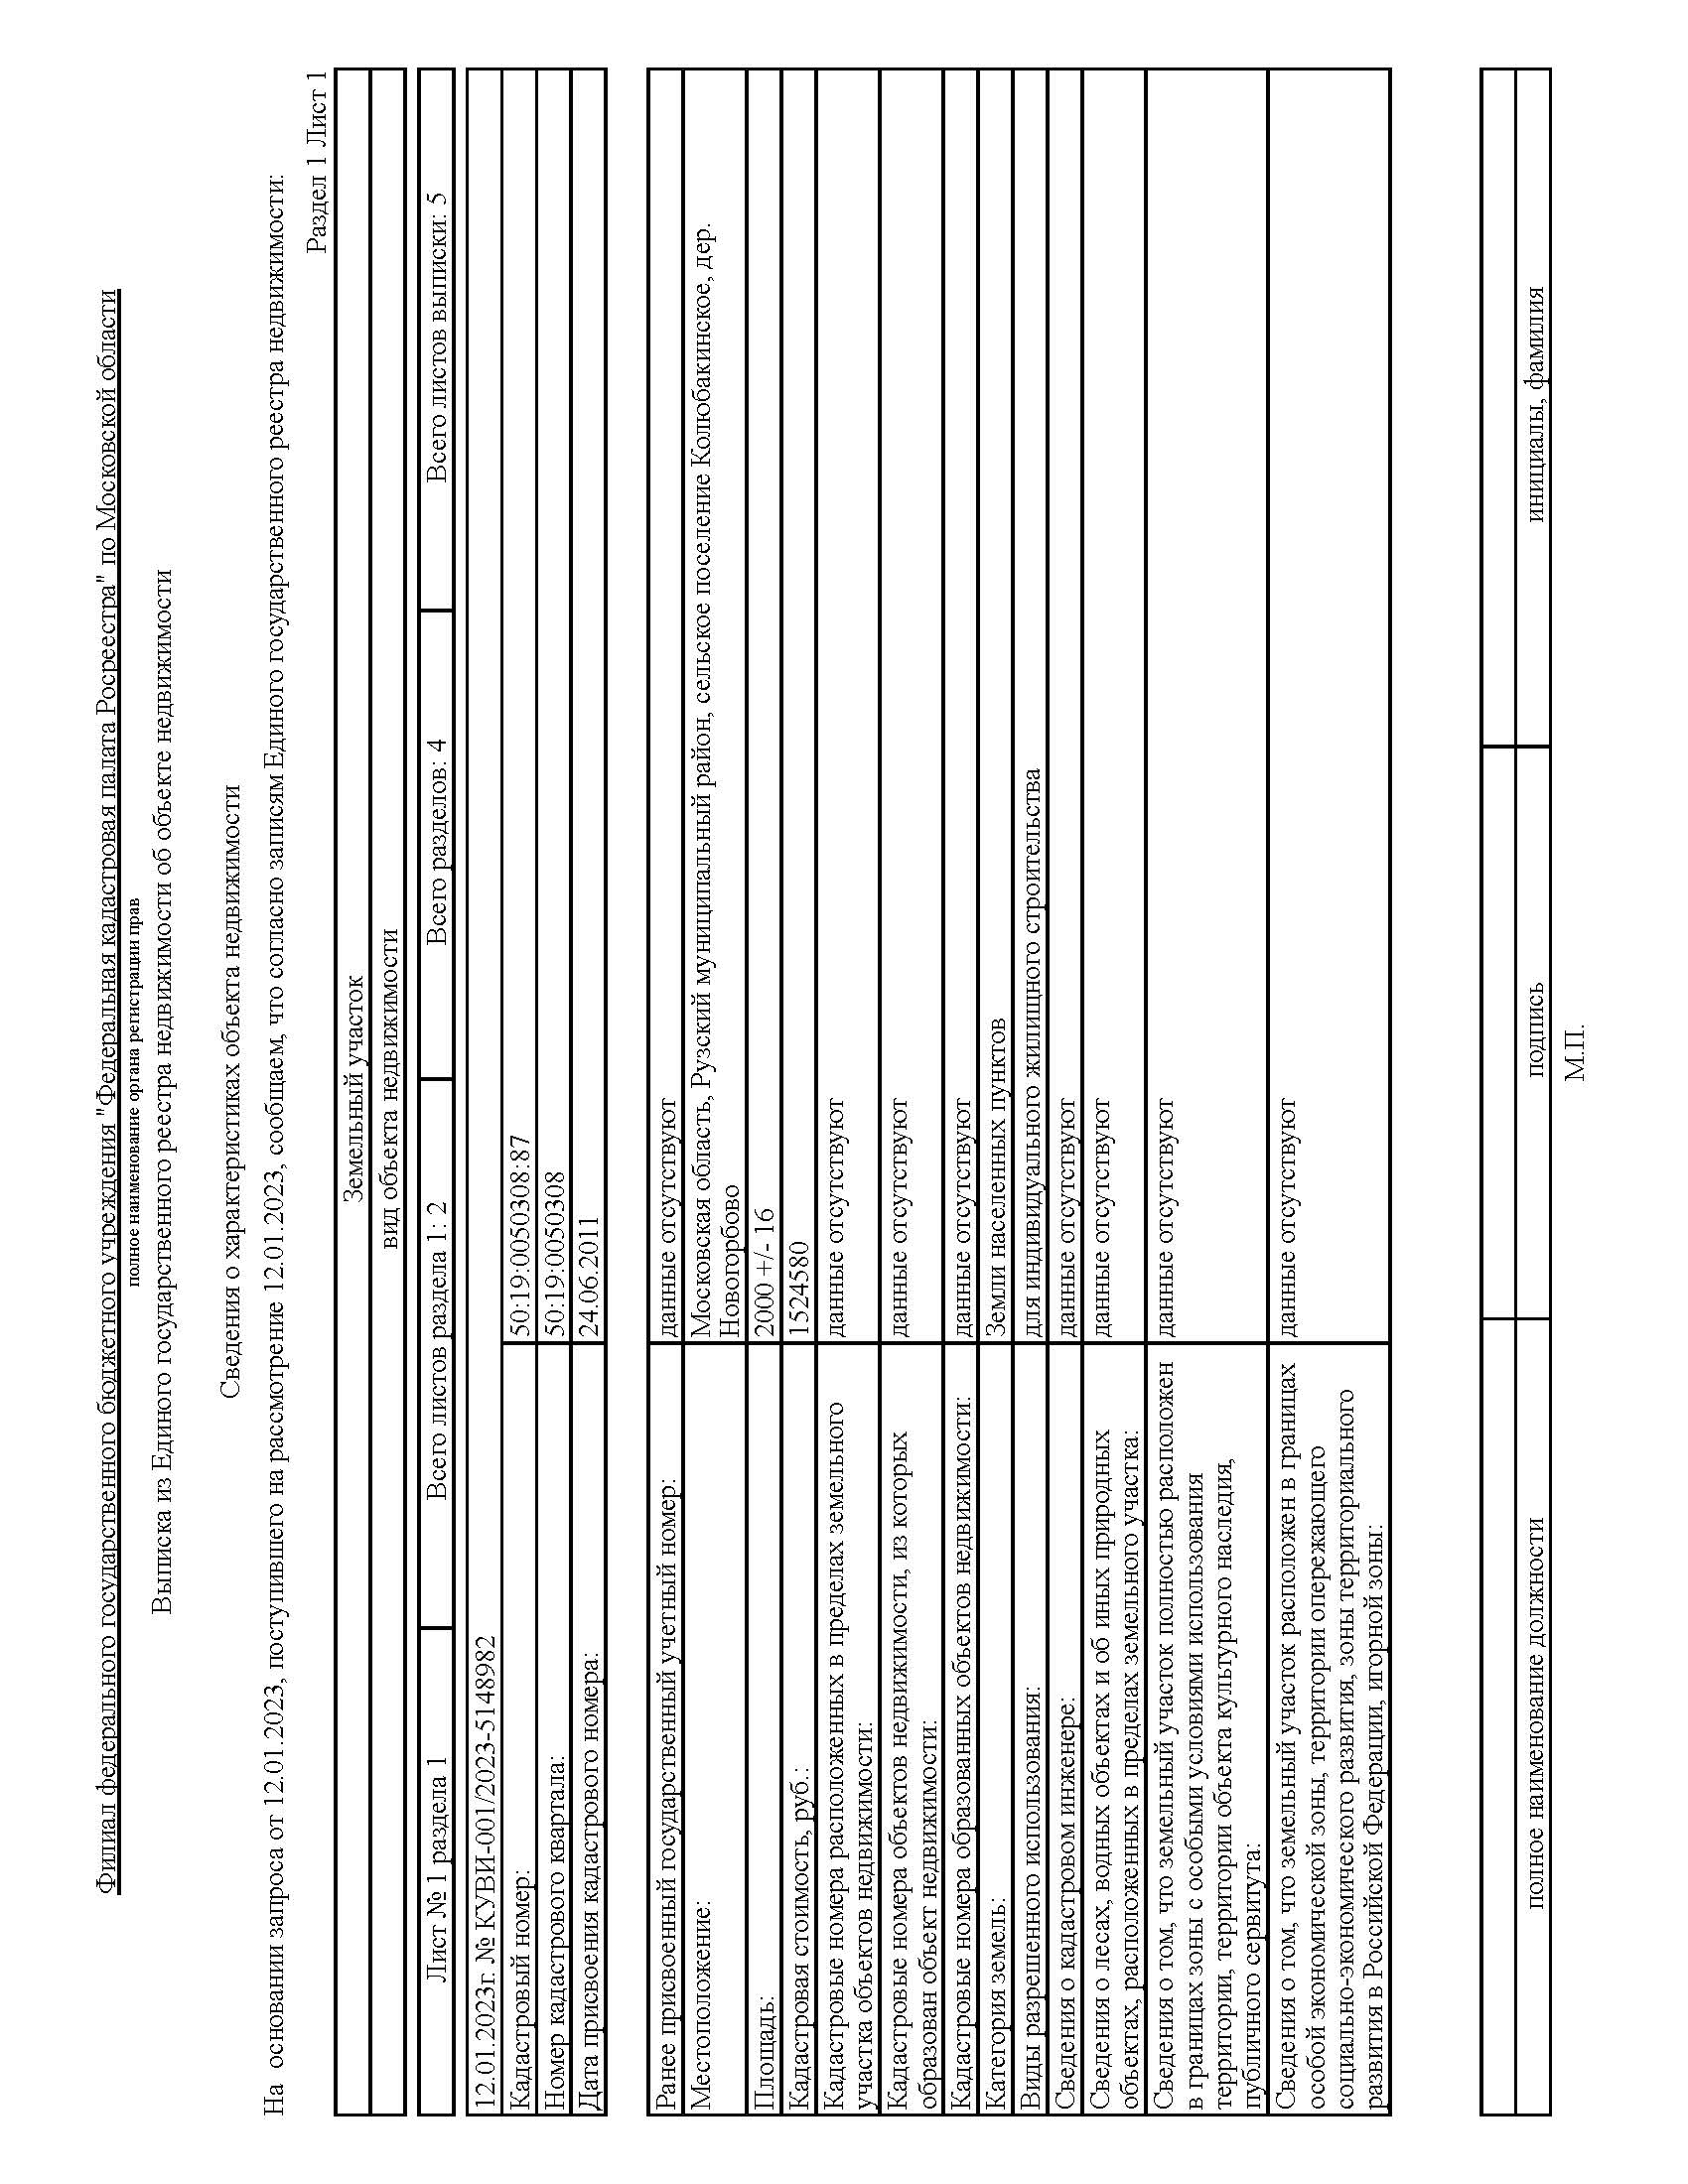 Филиал федерального государственного бюджетного учреждения "Федеральная кадастровая палата Росреестра" по Московской области
полное наименование органа регистрации прав
Выписка из Единого государственного реестра недвижимости об объекте недвижимости
Сведения о характеристиках объекта недвижимости
На основании запроса от 12.01.2023, поступившего на рассмотрение 12.01.2023, сообщаем, что согласно записям Единого государственного реестра недвижимости:
Раздел 1 Лист 1
Земельный участок
вид объекта недвижимости
Лист № 1 раздела 1 Всего листов раздела 1: 2 Всего разделов: 4 Всего листов выписки: 5
12.01.2023г. № КУВИ-001/2023-5148982
Кадастровый номер: 50:19:0050308:87
Номер кадастрового квартала: 50:19:0050308
Дата присвоения кадастрового номера: 24.06.2011
Ранее присвоенный государственный учетный номер: данные отсутствуют
Местоположение: Московская область, Рузский муниципальный район, сельское поселение Колюбакинское, дер.
Новогорбово
Площадь: 2000 +/- 16
Кадастровая стоимость, руб.: 1524580
Кадастровые номера расположенных в пределах земельного данные отсутствуют
участка объектов недвижимости:
Кадастровые номера объектов недвижимости, из которых данные отсутствуют
образован объект недвижимости:
Кадастровые номера образованных объектов недвижимости: данные отсутствуют
Категория земель: Земли населенных пунктов
Виды разрешенного использования: для индивидуального жилищного строительства
Сведения о кадастровом инженере: данные отсутствуют
Сведения о лесах, водных объектах и об иных природных данные отсутствуют
объектах, расположенных в пределах земельного участка:
Сведения о том, что земельный участок полностью расположен данные отсутствуют
в границах зоны с особыми условиями использования
территории, территории объекта культурного наследия,
публичного сервитута:
Сведения о том, что земельный участок расположен в границах данные отсутствуют
особой экономической зоны, территории опережающего
социально-экономического развития, зоны территориального
развития в Российской Федерации, игорной зоны:
полное наименование должности подпись инициалы, фамилия
М.П.